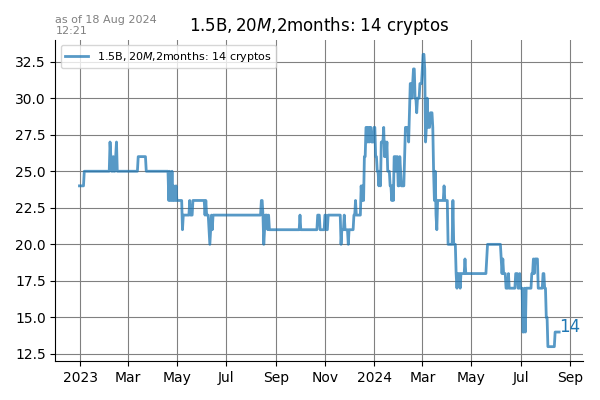 as of 18 Aug 2024
12:21
1.5B, 20M,2months: 14 cryptos
1.5B, 20M,2months: 14 cryptos
32.5
30.0
27.5
25.0
22.5
20.0
17.5
15.0
12.5
14
2023 Mar May Jul Sep Nov 2024 Mar May Jul Sep